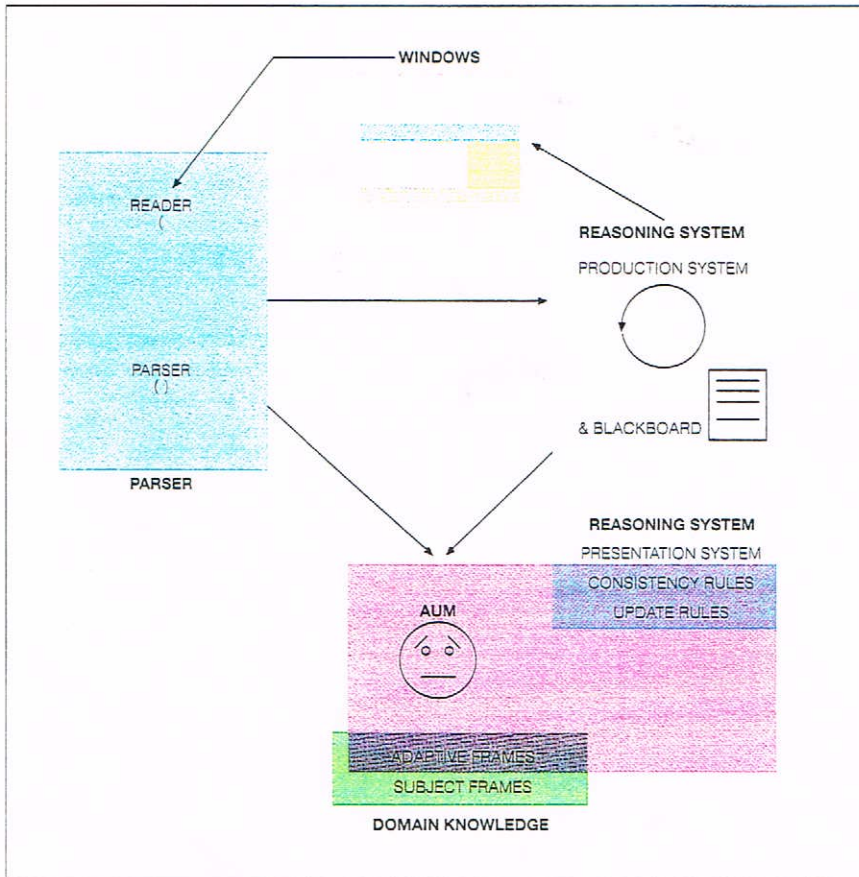 WINDOWS
READER
(
REASONING SYSTEM
PRODUCTION SYSTEM
PARSER
( )
& BLACKBOARD
PARSER
REASONING SYSTEM
PRESENTATION SYSTEM
CONSISTENCY RULES
UPDATE RULES
AUM
ADAPTIVE FRAMES
SUBJECT FRAMES
DOMAIN KNOWLEDGE